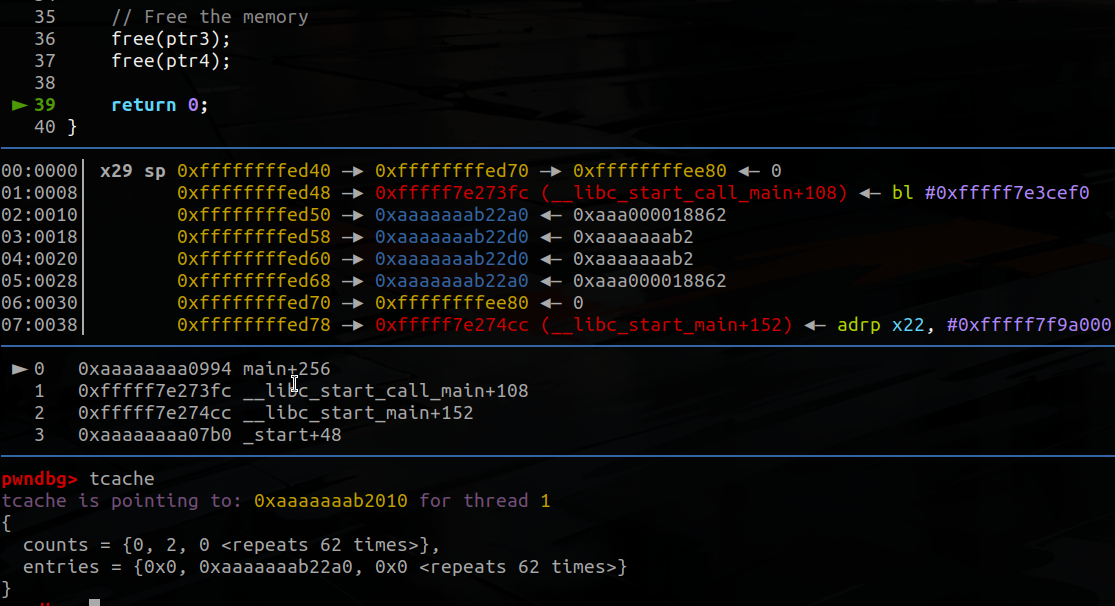 35 // Free the memory
36 free(ptr3);
37 free(ptr4);
38
► 39 return 0;
40 }
00:0000│ x29 sp 0xffffffffed40 —▸ 0xffffffffed70 —▸ 0xffffffffee80 ◂— 0
01:0008│ 0xffffffffed48 —▸ 0xfffff7e273fc (__libc_start_call_main+108) ◂— bl #0xfffff7e3cef0
02:0010│ 0xffffffffed50 —▸ 0xaaaaaaab22a0 ◂— 0xaaa000018862
03:0018│ 0xffffffffed58 —▸ 0xaaaaaaab22d0 ◂— 0xaaaaaaab2
04:0020│ 0xffffffffed60 —▸ 0xaaaaaaab22d0 ◂— 0xaaaaaaab2
05:0028│ 0xffffffffed68 —▸ 0xaaaaaaab22a0 ◂— 0xaaa000018862
06:0030│ 0xffffffffed70 —▸ 0xffffffffee80 ◂— 0
07:0038│ 0xffffffffed78 —▸ 0xfffff7e274cc (__libc_start_main+152) ◂— adrp x22, #0xfffff7f9a000
► 0 0xaaaaaaaa0994 main+256
1 0xfffff7e273fc __libc_start_call_main+108
2 0xfffff7e274cc __libc_start_main+152
3 0xaaaaaaaa07b0 _start+48
pwndbg> tcache
tcache is pointing to: 0xaaaaaaab2010 for thread 1
{
counts = {0, 2, 0 <repeats 62 times>},
entries = {0x0, 0xaaaaaaab22a0, 0x0 <repeats 62 times>}
}